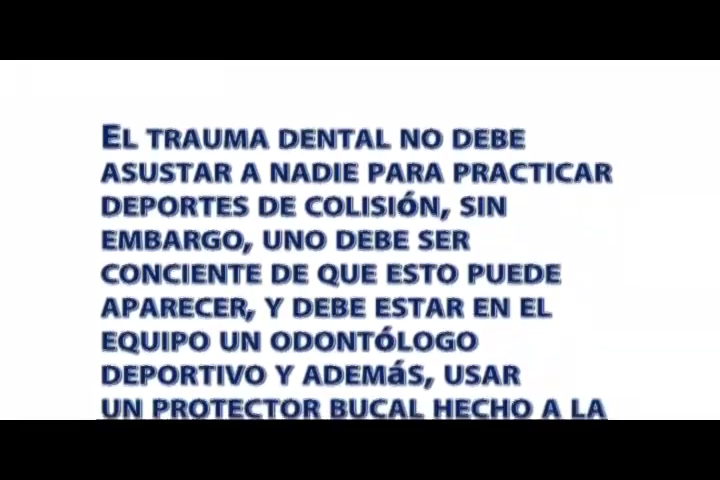 EL TRAUMA DENTAL NO DEBE
ASUSTAR A NADIE PARA PRACTICAR
DEPORTES DE COLISIÓN, SIN
EMBARGO, UNO DEBE SER
CONCIENTE DE QUE ESTO PUEDE
APARECER, Y DEBE ESTAR EN EL
EQUIPO UN ODONTÓLOGO
DEPORTIVO Y ADEMÁS, USAR
UN PROTECTOR BUCAL HECHO A LA